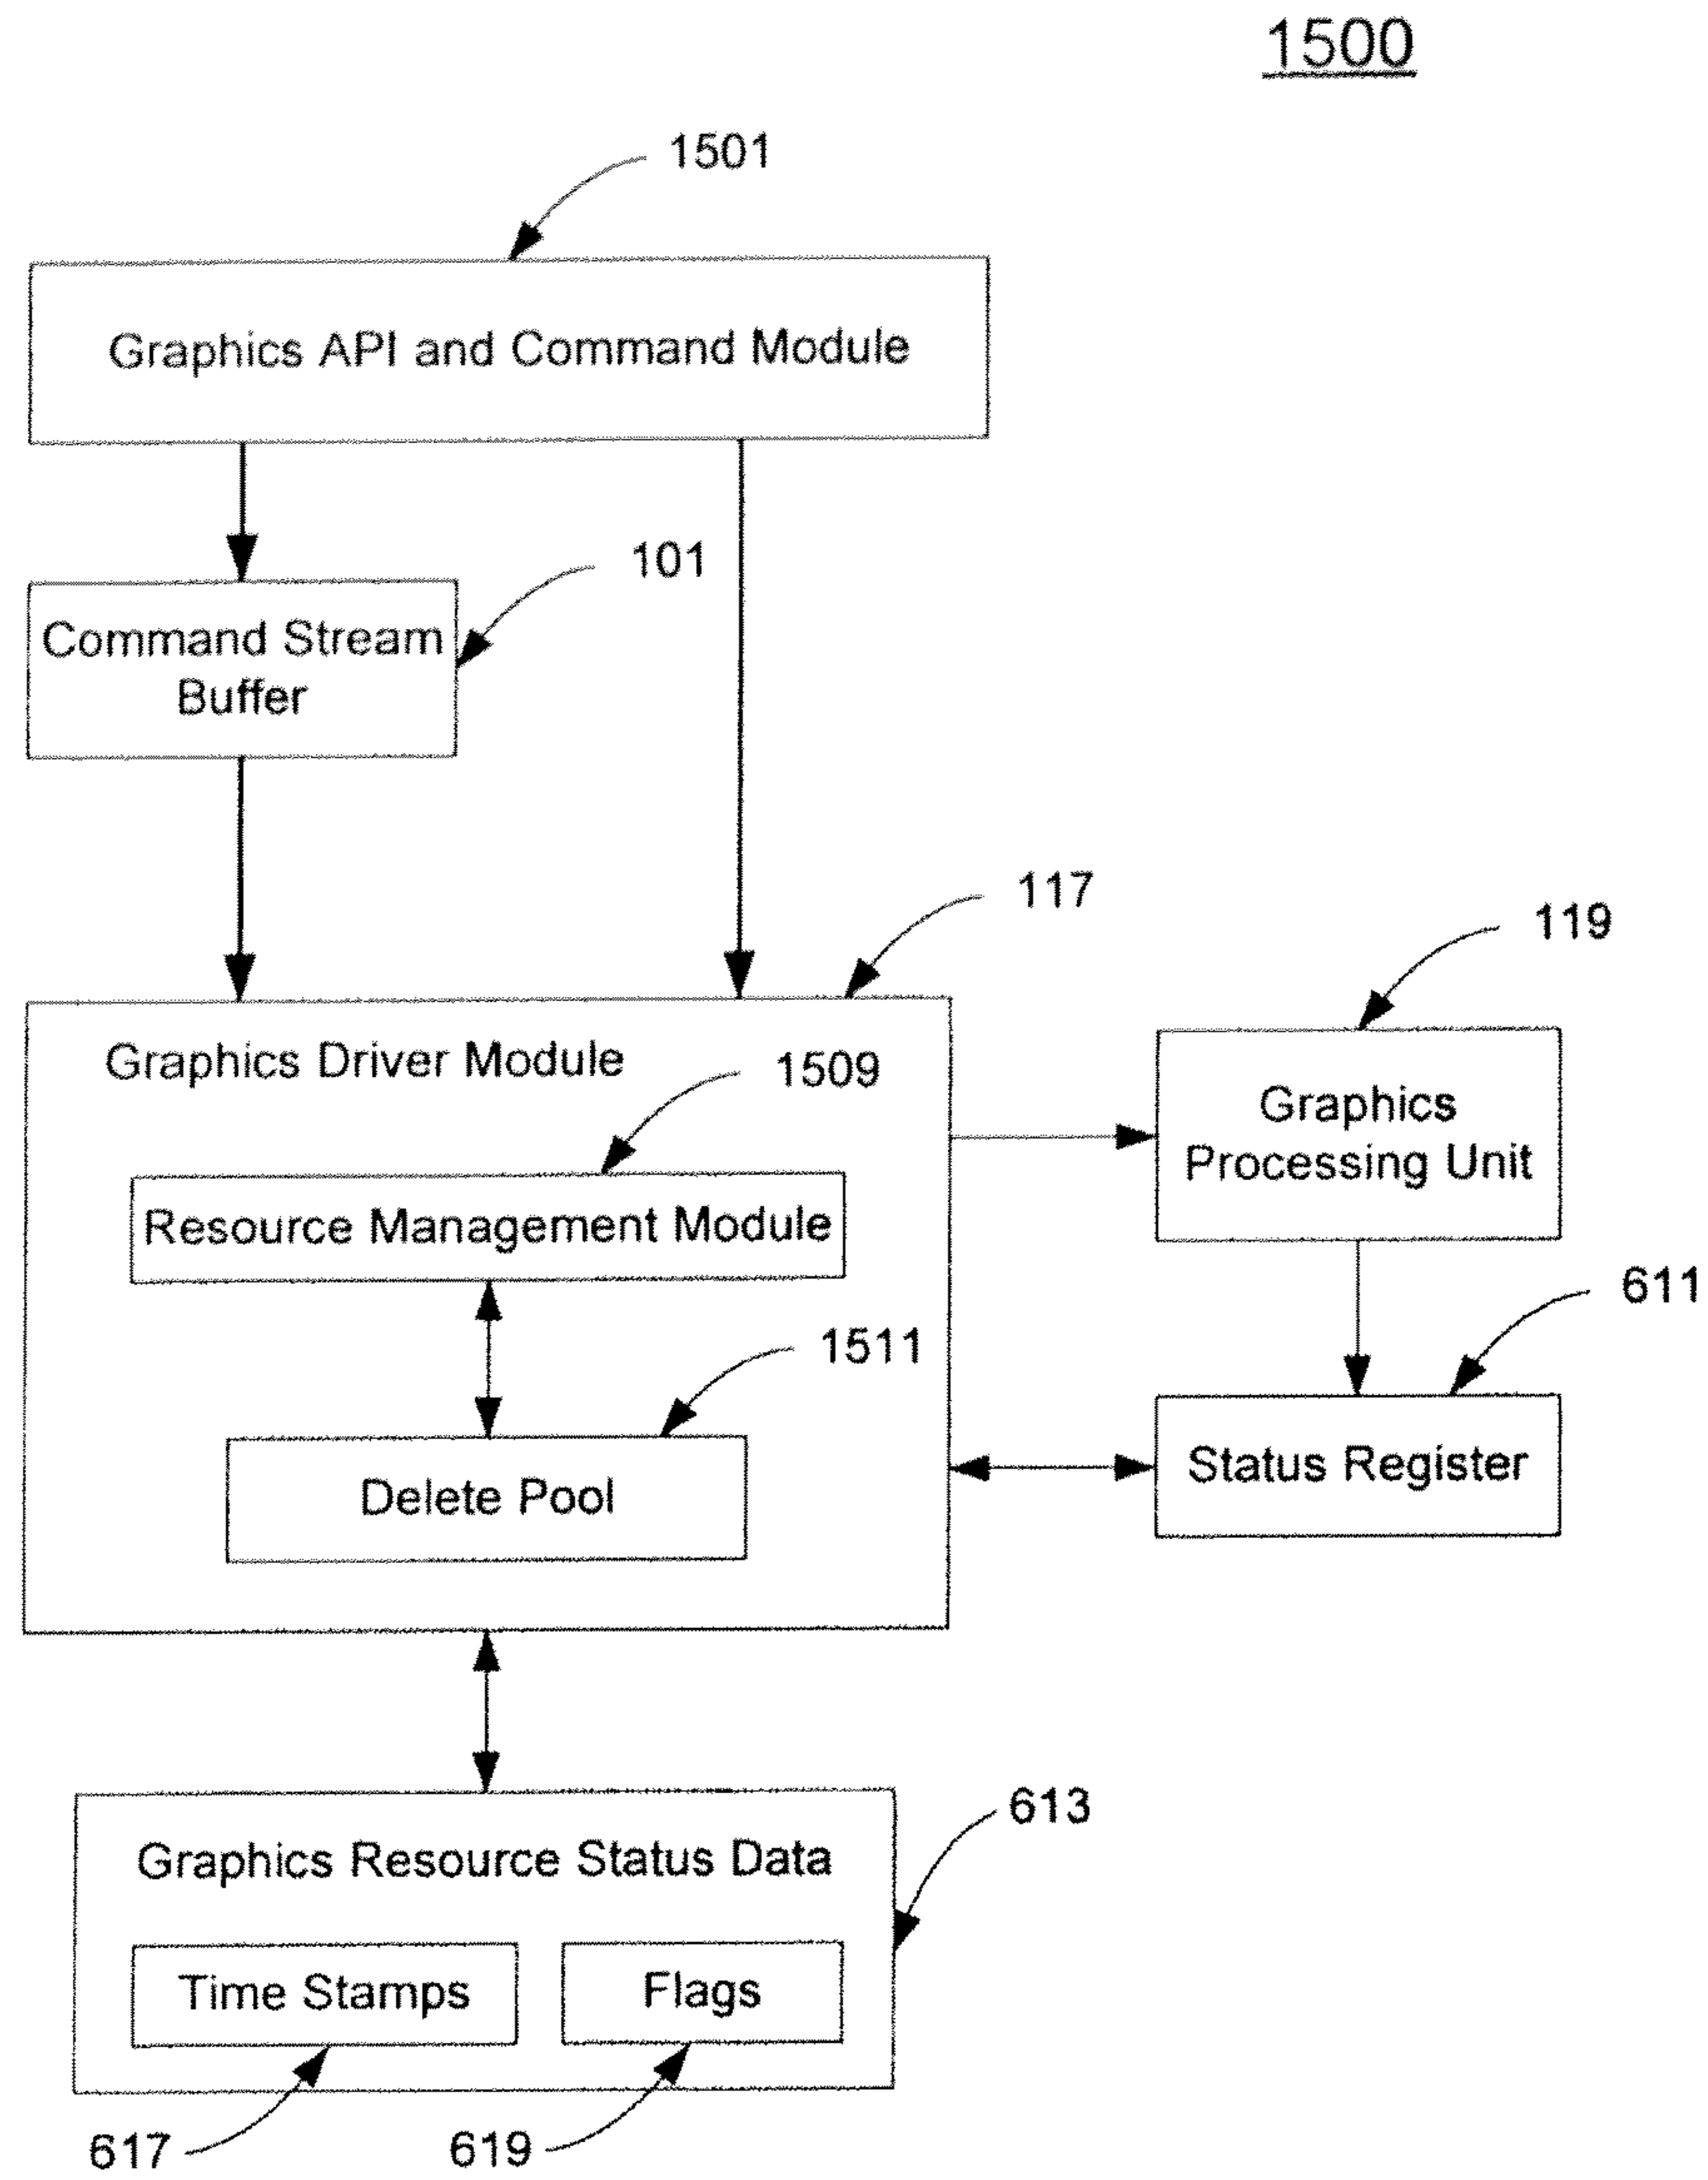 1500
1501
Graphics API and Command Module
101
Command Stream
Buffer
117
119
Graphics Driver Module
1509
Graphics
Processing Unit
Resource Management Module
611
1511
Status Register
Delete Pool
613
Graphics Resource Status Data
Time Stamps
Flags
617
619